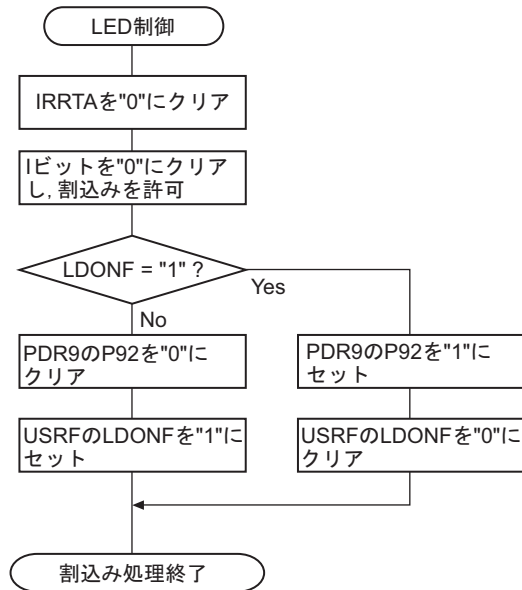 LED制御
IRRTAを"0"にクリア
Iビットを"0"にクリア
し, 割込みを許可
LDONF = "1" ?
Yes
No
PDR9のP92を"0"に
クリア
PDR9のP92を"1"に
セット
USRFのLDONFを"1"に
セット
USRFのLDONFを"0"に
クリア
割込み処理終了